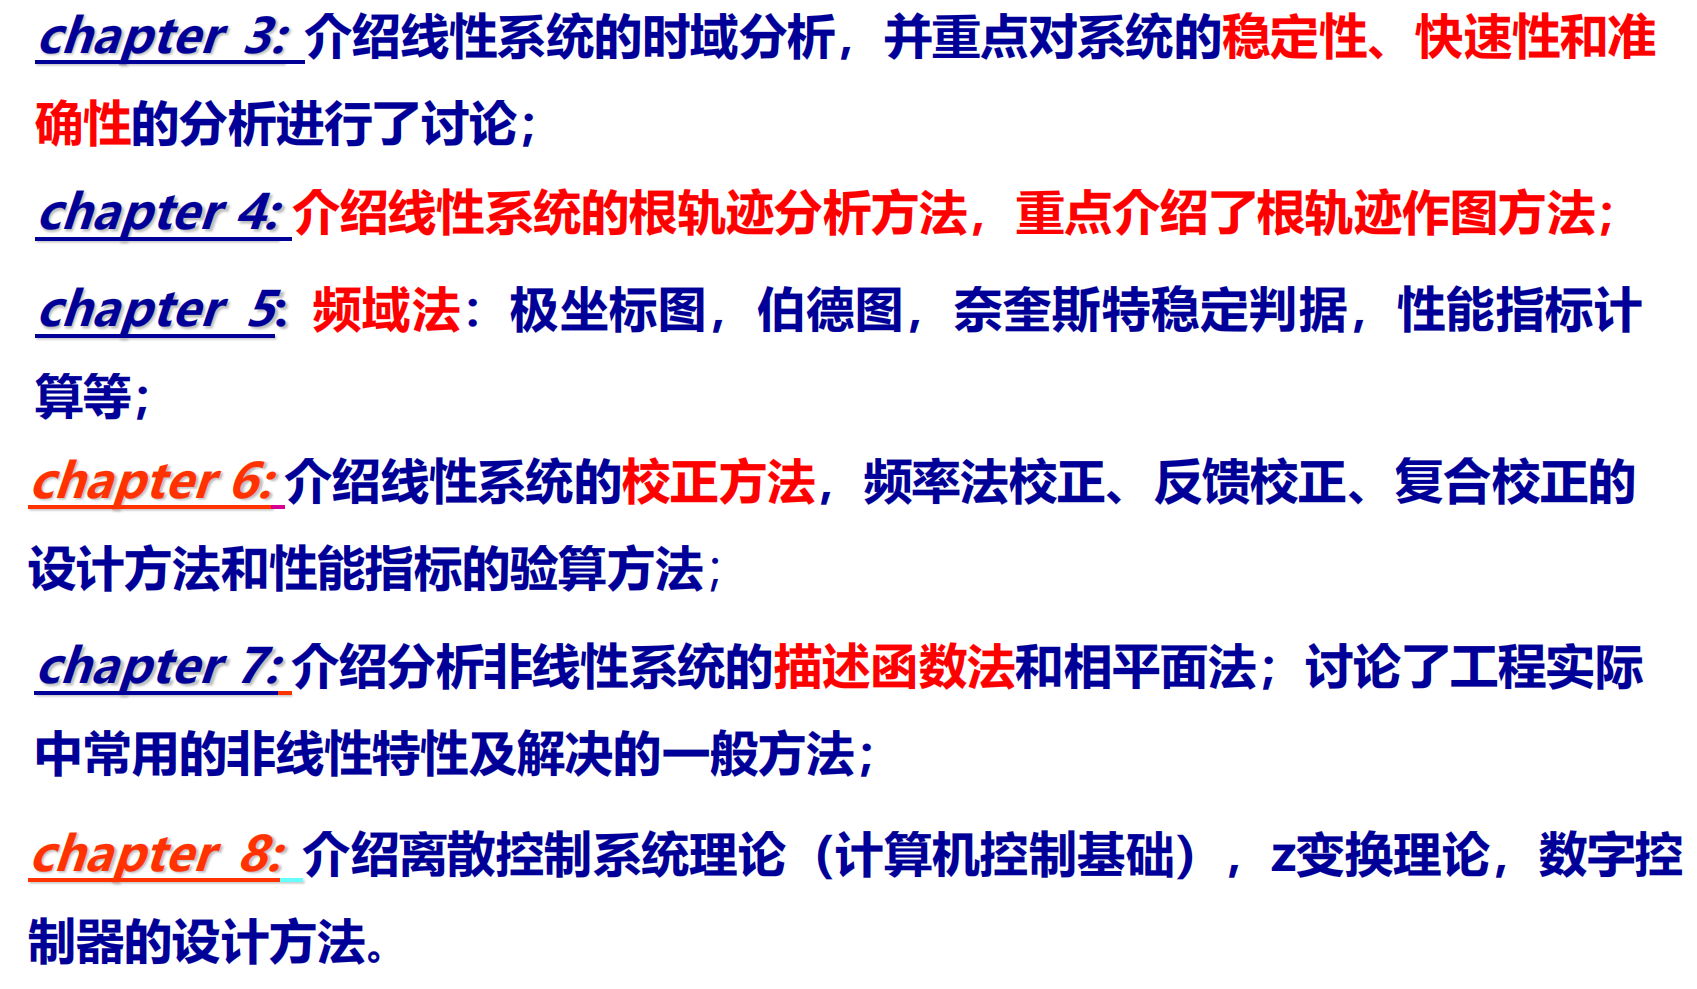 chapter 3: 介绍线性系统的时域分析，并重点对系统的稳定性、快速性和准
确性的分析进行了讨论；
chapter 4: 介绍线性系统的根轨迹分析方法，重点介绍了根轨迹作图方法；
chapter 5: 频域法：极坐标图，伯德图，奈奎斯特稳定判据，性能指标计
算等；
chapter 6: 介绍线性系统的校正方法，频率法校正、反馈校正、复合校正的
设计方法和性能指标的验算方法；
chapter 7: 介绍分析非线性系统的描述函数法和相平面法；讨论了工程实际
中常用的非线性特性及解决的一般方法；
chapter 8: 介绍离散控制系统理论（计算机控制基础），z变换理论，数字控
制器的设计方法。